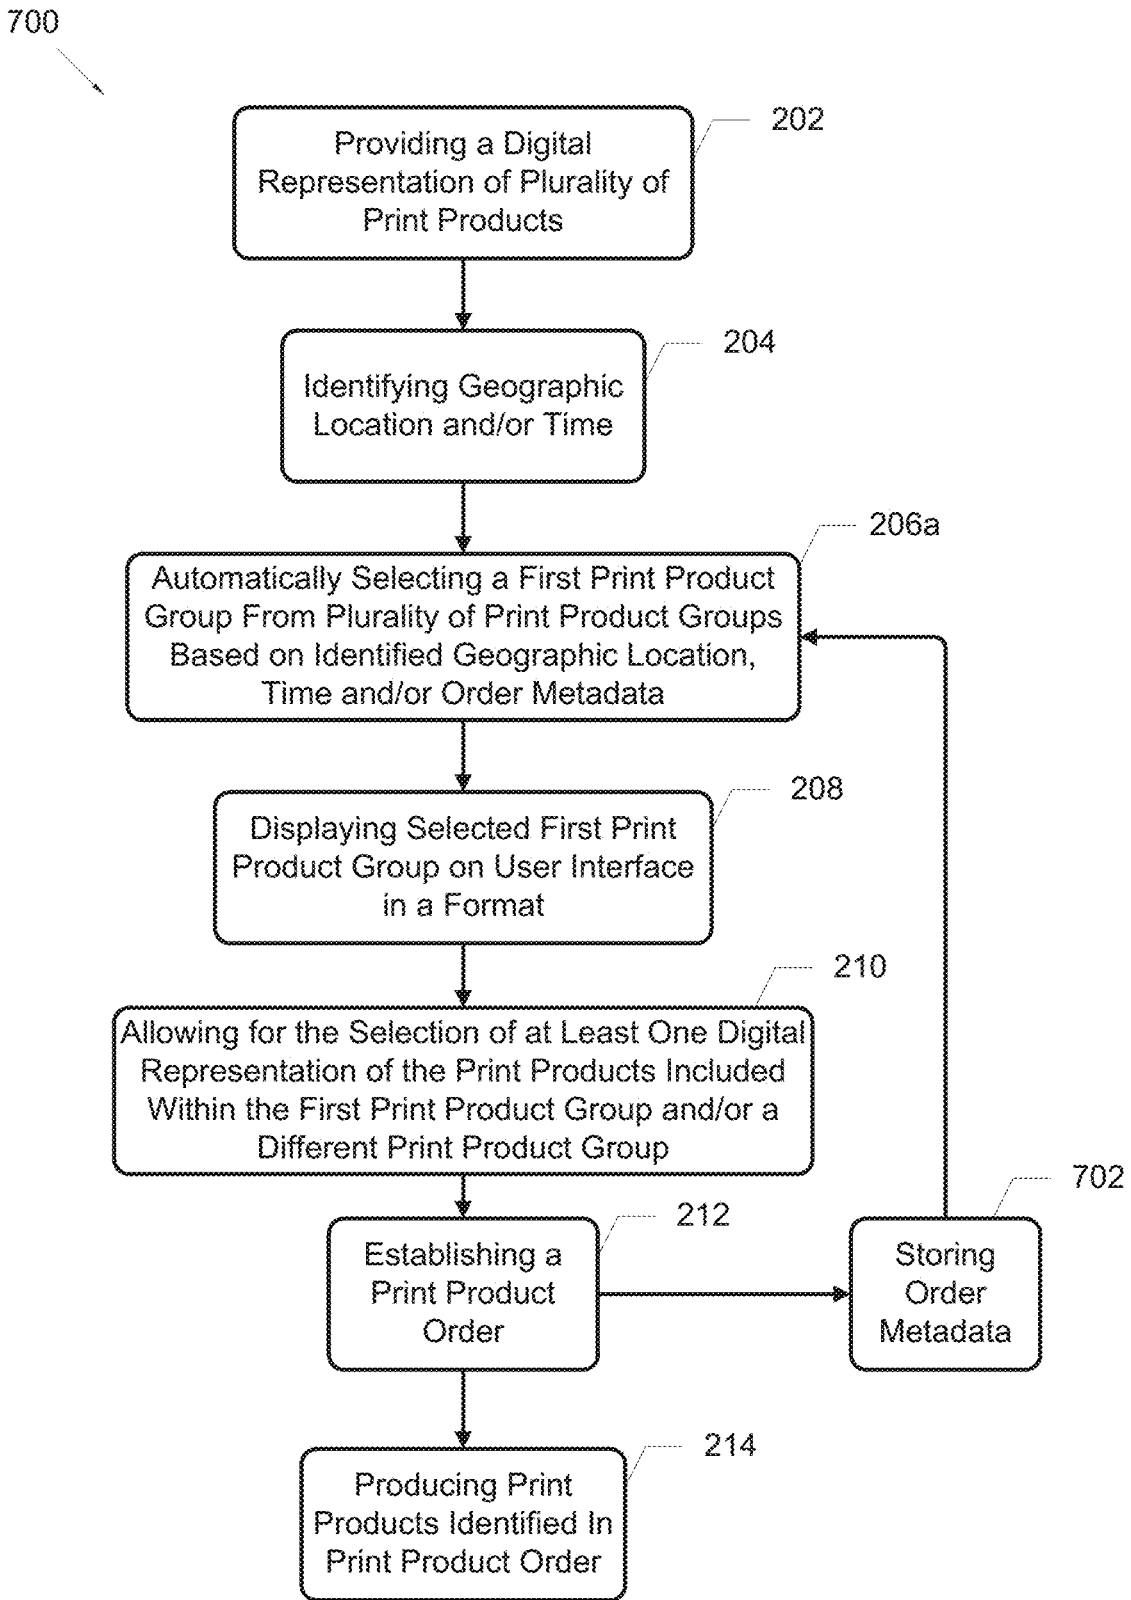 700
202
Providing a Digital
Representation of Plurality of
Print Products
204
Identifying Geographic
Location and/or Time
206a
Automatically Selecting a First Print Product
Group From Plurality of Print Product Groups
Based on Identified Geographic Location,
Time and/or Order Metadata
208
Displaying Selected First Print
Product Group on User Interface
in a Format
210
Allowing for the Selection of at Least One Digital
Representation of the Print Products Included
Within the First Print Product Group and/or a
Different Print Product Group
212
Establishing a
Print Product
Order
702
Storing
Order
Metadata
214
Producing Print
Products Identified In
Print Product Order